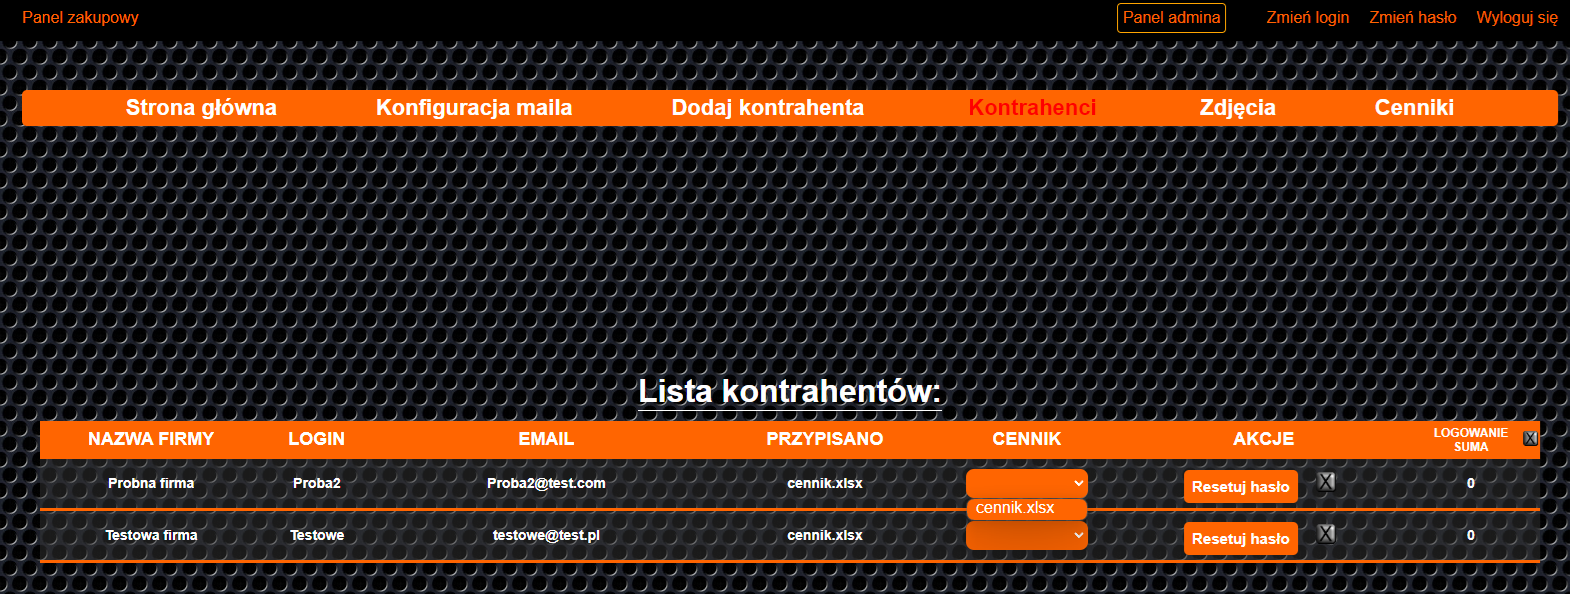 Panel zakupowy Panel admina Zmień login Zmień hasło Wyloguj się
Strona główna Konfiguracja maila Dodaj kontrahenta Kontrahenci Zdjęcia Cenniki
Lista kontrahentów:
NAZWA FIRMY LOGIN EMAIL PRZYPISANO CENNIK AKCJE LOGOWANIE SUMA X
Probna firma Proba2 Proba2@test.com cennik.xlsx Resetuj hasło X 0
cennik.xlsx
Testowa firma Testowe testowe@test.pl cennik.xlsx Resetuj hasło X 0